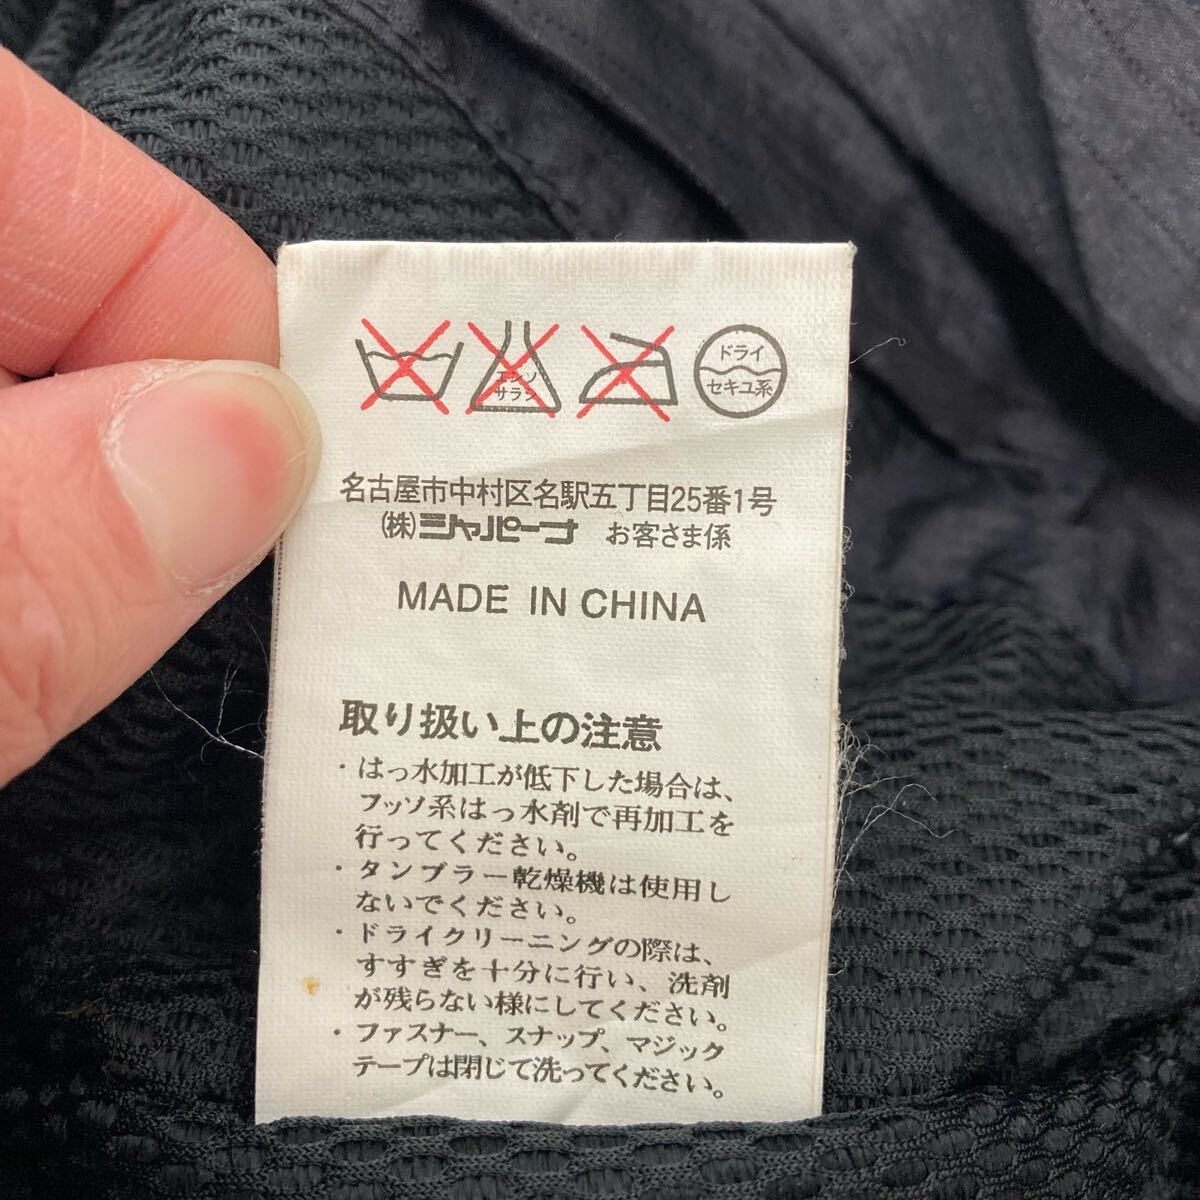 エンソ
サラシ
ドライ
セキユ系
名古屋市中村区名駅五丁目25番1号
(株)ジャパーナ お客さま係
MADE IN CHINA
取り扱い上の注意
・はっ水加工が低下した場合は、
フッソ系はっ水剤で再加工を
行ってください。
・タンブラー乾燥機は使用し
ないでください。
・ドライクリーニングの際は、
すすぎを十分に行い、洗剤
が残らない様にしてください。
・ファスナー、スナップ、マジック
テープは閉じて洗ってください。